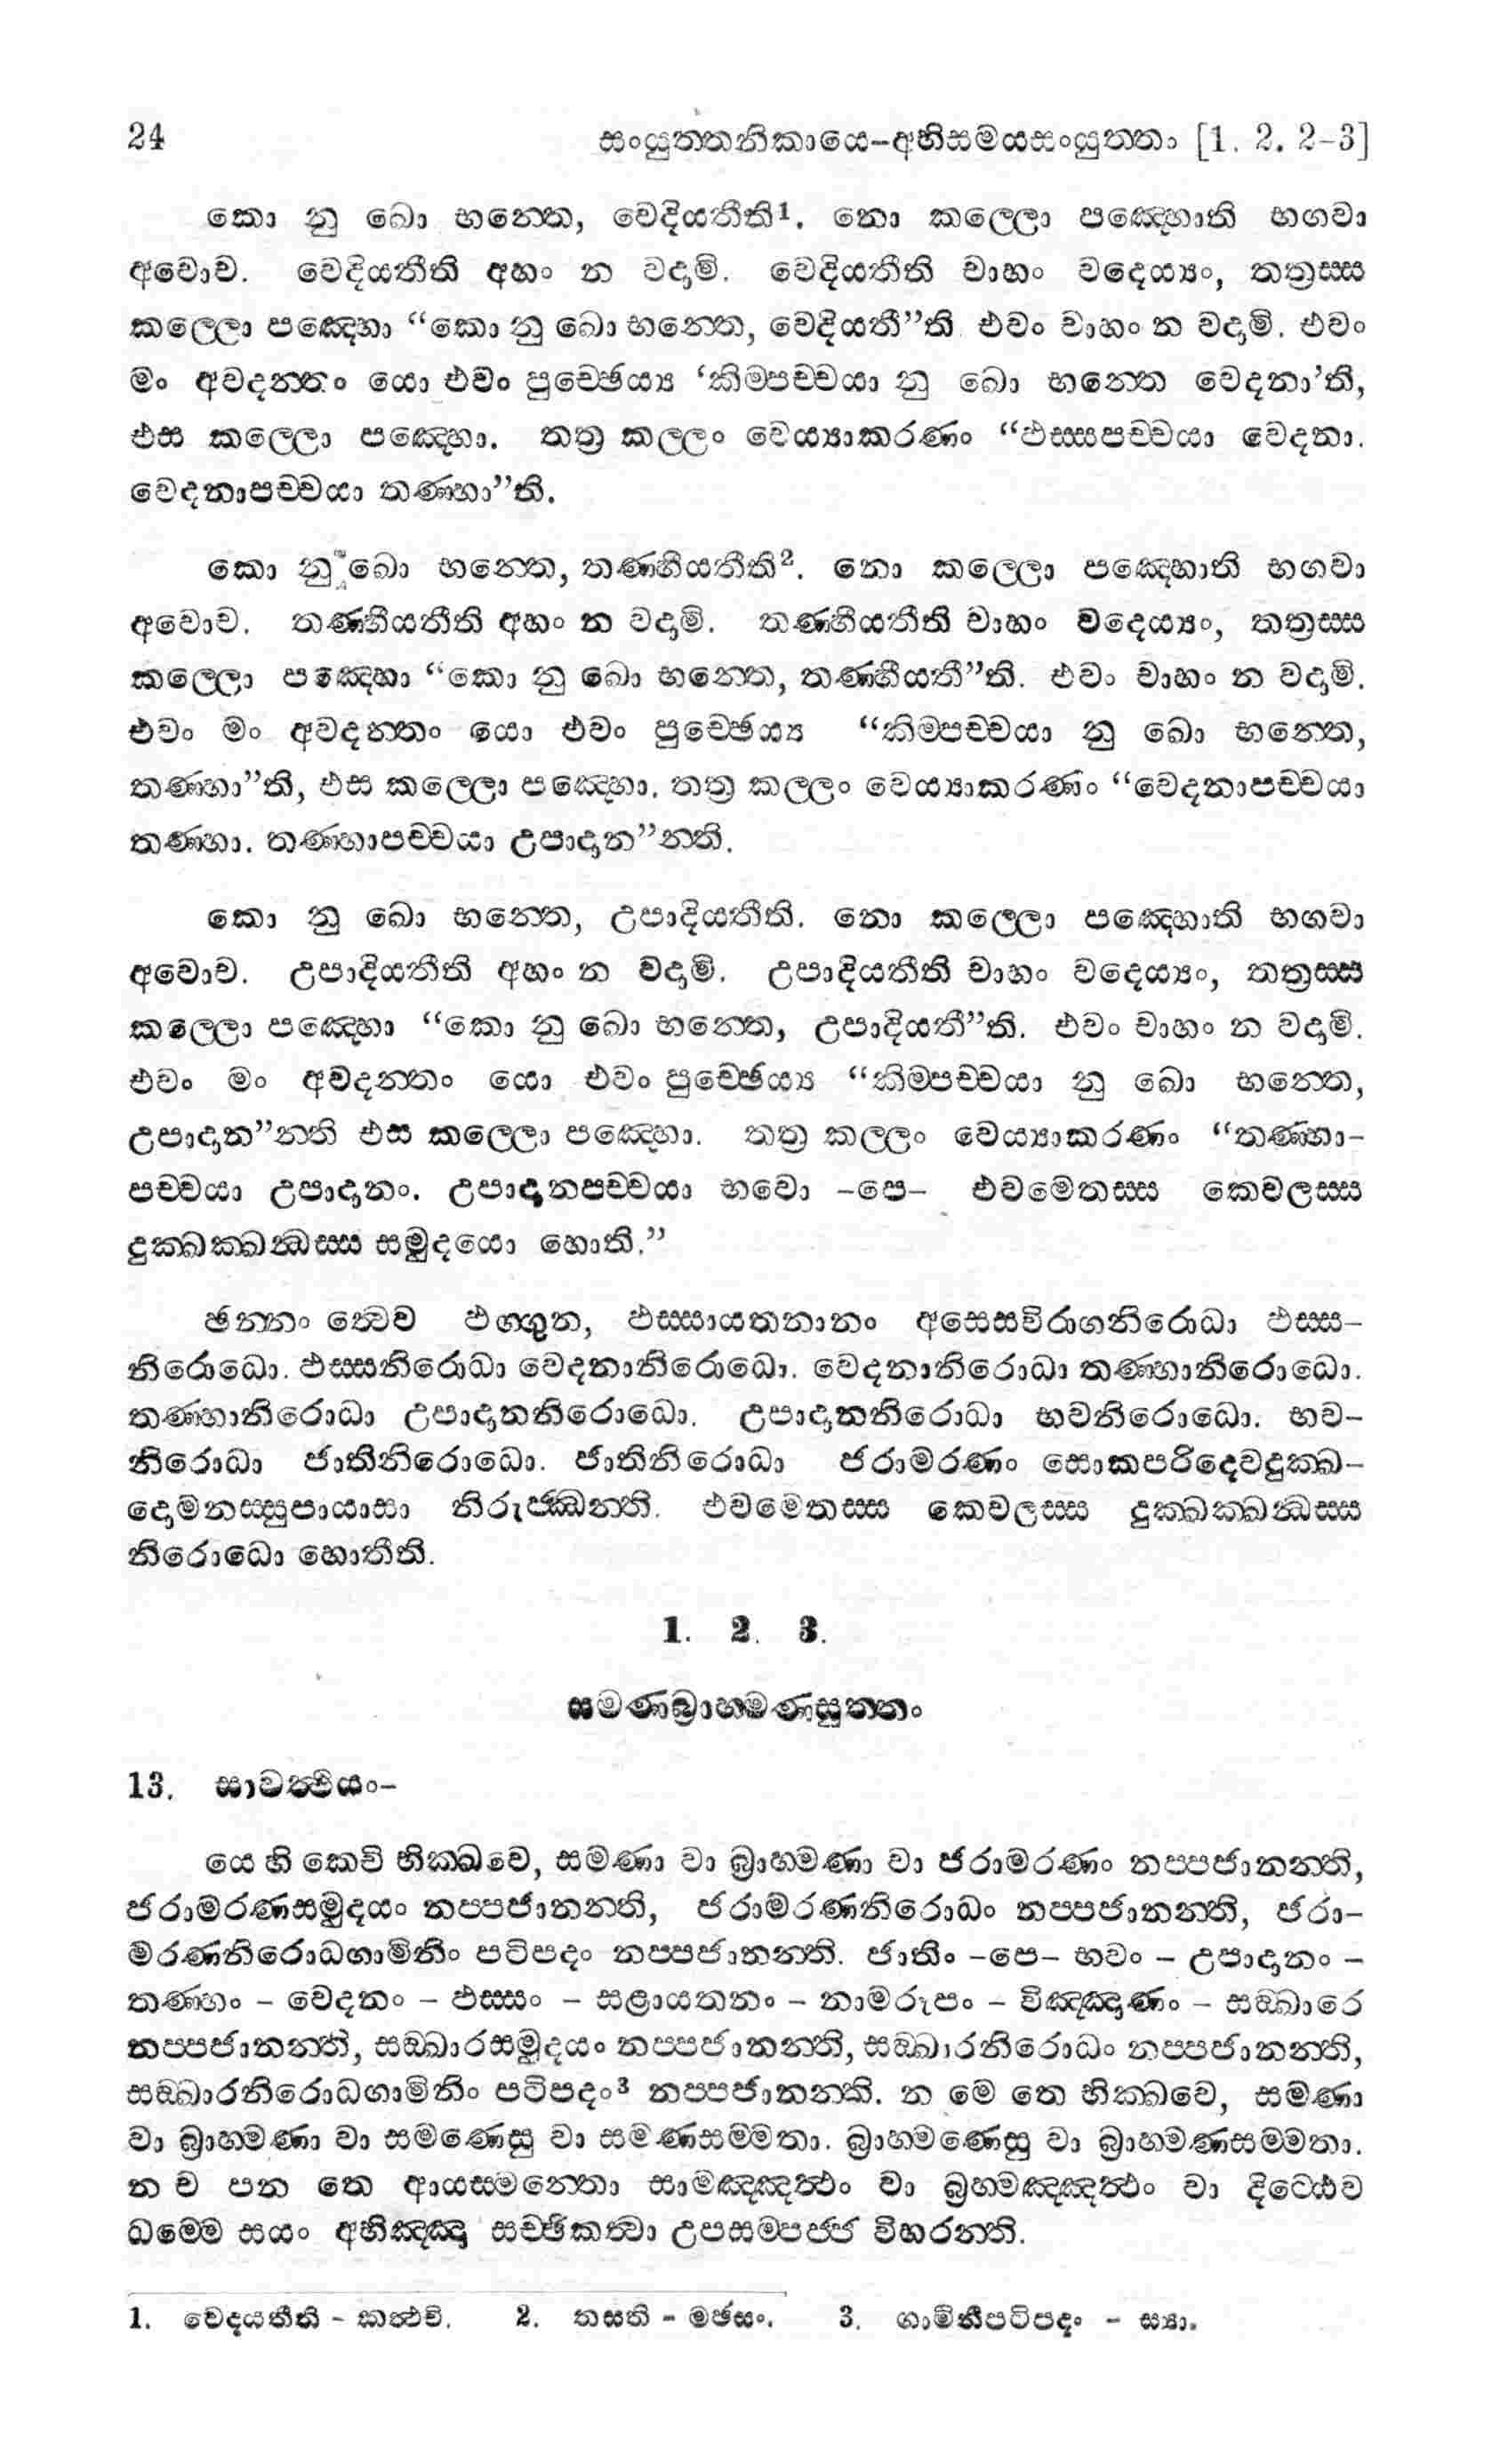 24 සංයුත්තනිකායෙ-අභිසමයසංයුත්තං [1. 2. 2-3]
කො නු ඛො භන්තෙ, වෙදියතීති1. නො කල්ලො පඤ්හොති භගවා
අවොච. වෙදියතීති අහං න වදාමි. වෙදියතීති චාහං වදෙය්‍යං, තත්‍රස්ස
කල්ලො පඤ්හො “කො නු ඛො භන්තෙ, වෙදියතී”ති. එවං චාහං න වදාමි. එවං
මං අවදන්තං යො එවං පුච්ඡෙය්‍ය ‘කිම්පච්චයා නු ඛො භන්තෙ වෙදනා’ති,
එස කල්ලො පඤ්හො. තත්‍ර කල්ලං වෙය්‍යාකරණං “ඵස්සපච්චයා වෙදනා.
වෙදනාපච්චයා තණ්හා”ති.
කො නු ඛො භන්තෙ, තණ්හීයතීති2. නො කල්ලො පඤ්හොති භගවා
අවොච. තණ්හීයතීති අහං න වදාමි. තණ්හීයතීති චාහං වදෙය්‍යං, තත්‍රස්ස
කල්ලො පඤ්හො “කො නු ඛො භන්තෙ, තණ්හීයතී”ති. එවං චාහං න වදාමි.
එවං මං අවදන්තං යො එවං පුච්ඡෙය්‍ය “කිම්පච්චයා නු ඛො භන්තෙ,
තණ්හා”ති, එස කල්ලො පඤ්හො. තත්‍ර කල්ලං වෙය්‍යාකරණං “වෙදනාපච්චයා
තණ්හා. තණ්හාපච්චයා උපාදාන”න්ති.
කො නු ඛො භන්තෙ, උපාදියතීති. නො කල්ලො පඤ්හොති භගවා
අවොච. උපාදියතීති අහං න වදාමි. උපාදියතීති චාහං වදෙය්‍යං, තත්‍රස්ස
කල්ලො පඤ්හො “කො නු ඛො භන්තෙ, උපාදියතී”ති. එවං චාහං න වදාමි.
එවං මං අවදන්තං යො එවං පුච්ඡෙය්‍ය “කිම්පච්චයා නු ඛො භන්තෙ,
උපාදාන”න්ති එස කල්ලො පඤ්හො. තත්‍ර කල්ලං වෙය්‍යාකරණං “තණ්හා-
පච්චයා උපාදානං. උපාදානපච්චයා භවො -පෙ- එවමෙතස්ස කෙවලස්ස
දුක්ඛක්ඛන්ධස්ස සමුදයො හොති.”
ඡන්නං ත්වෙව ඵග්ගුන, ඵස්සායතනානං අසෙසවිරාගනිරොධා ඵස්ස-
නිරොධො. ඵස්සනිරොධා වෙදනානිරොධො. වෙදනානිරොධා තණ්හානිරොධො.
තණ්හානිරොධා උපාදානනිරොධො. උපාදානනිරොධා භවනිරොධො. භව-
නිරොධා ජාතිනිරොධො. ජාතිනිරොධා ජරාමරණං සොකපරිදෙවදුක්ඛ-
දොමනස්සුපායාසා නිරුජ්ඣන්ති. එවමෙතස්ස කෙවලස්ස දුක්ඛක්ඛන්ධස්ස
නිරොධො හොතීති.
1. 2. 3.
සමණබ්‍රාහ්මණසුත්තං
13. සාවත්ථියං-
යෙ හි කෙචි භික්ඛවෙ, සමණා වා බ්‍රාහ්මණා වා ජරාමරණං නප්පජානන්ති,
ජරාමරණසමුදයං නප්පජානන්ති, ජරාමරණනිරොධං නප්පජානන්ති, ජරා-
මරණනිරොධගාමිනිං පටිපදං නප්පජානන්ති. ජාතිං -පෙ- භවං - උපාදානං -
තණ්හං - වෙදනං - ඵස්සං - සළායතනං - නාමරූපං - විඤ්ඤාණං - සඞ්ඛාරෙ
නප්පජානන්ති, සඞ්ඛාරසමුදයං නප්පජානන්ති, සඞ්ඛාරනිරොධං නප්පජානන්ති,
සඞ්ඛාරනිරොධගාමිනිං පටිපදං3 නප්පජානන්ති. න මෙ තෙ භික්ඛවෙ, සමණා
වා බ්‍රාහ්මණා වා සමණෙසු වා සමණසම්මතා. බ්‍රාහ්මණෙසු වා බ්‍රාහ්මණසම්මතා.
න ච පන තෙ ආයස්මන්තො සාමඤ්ඤත්ථං වා බ්‍රහ්මඤ්ඤත්ථං වා දිට්ඨෙව
ධම්මෙ සයං අභිඤ්ඤා සච්ඡිකත්වා උපසම්පජ්ජ විහරන්ති.
1. වෙදයතීති - කත්ථචි. 2. තසති - මඡසං. 3. ගාමිනීපටිපදං - ස්‍යා.